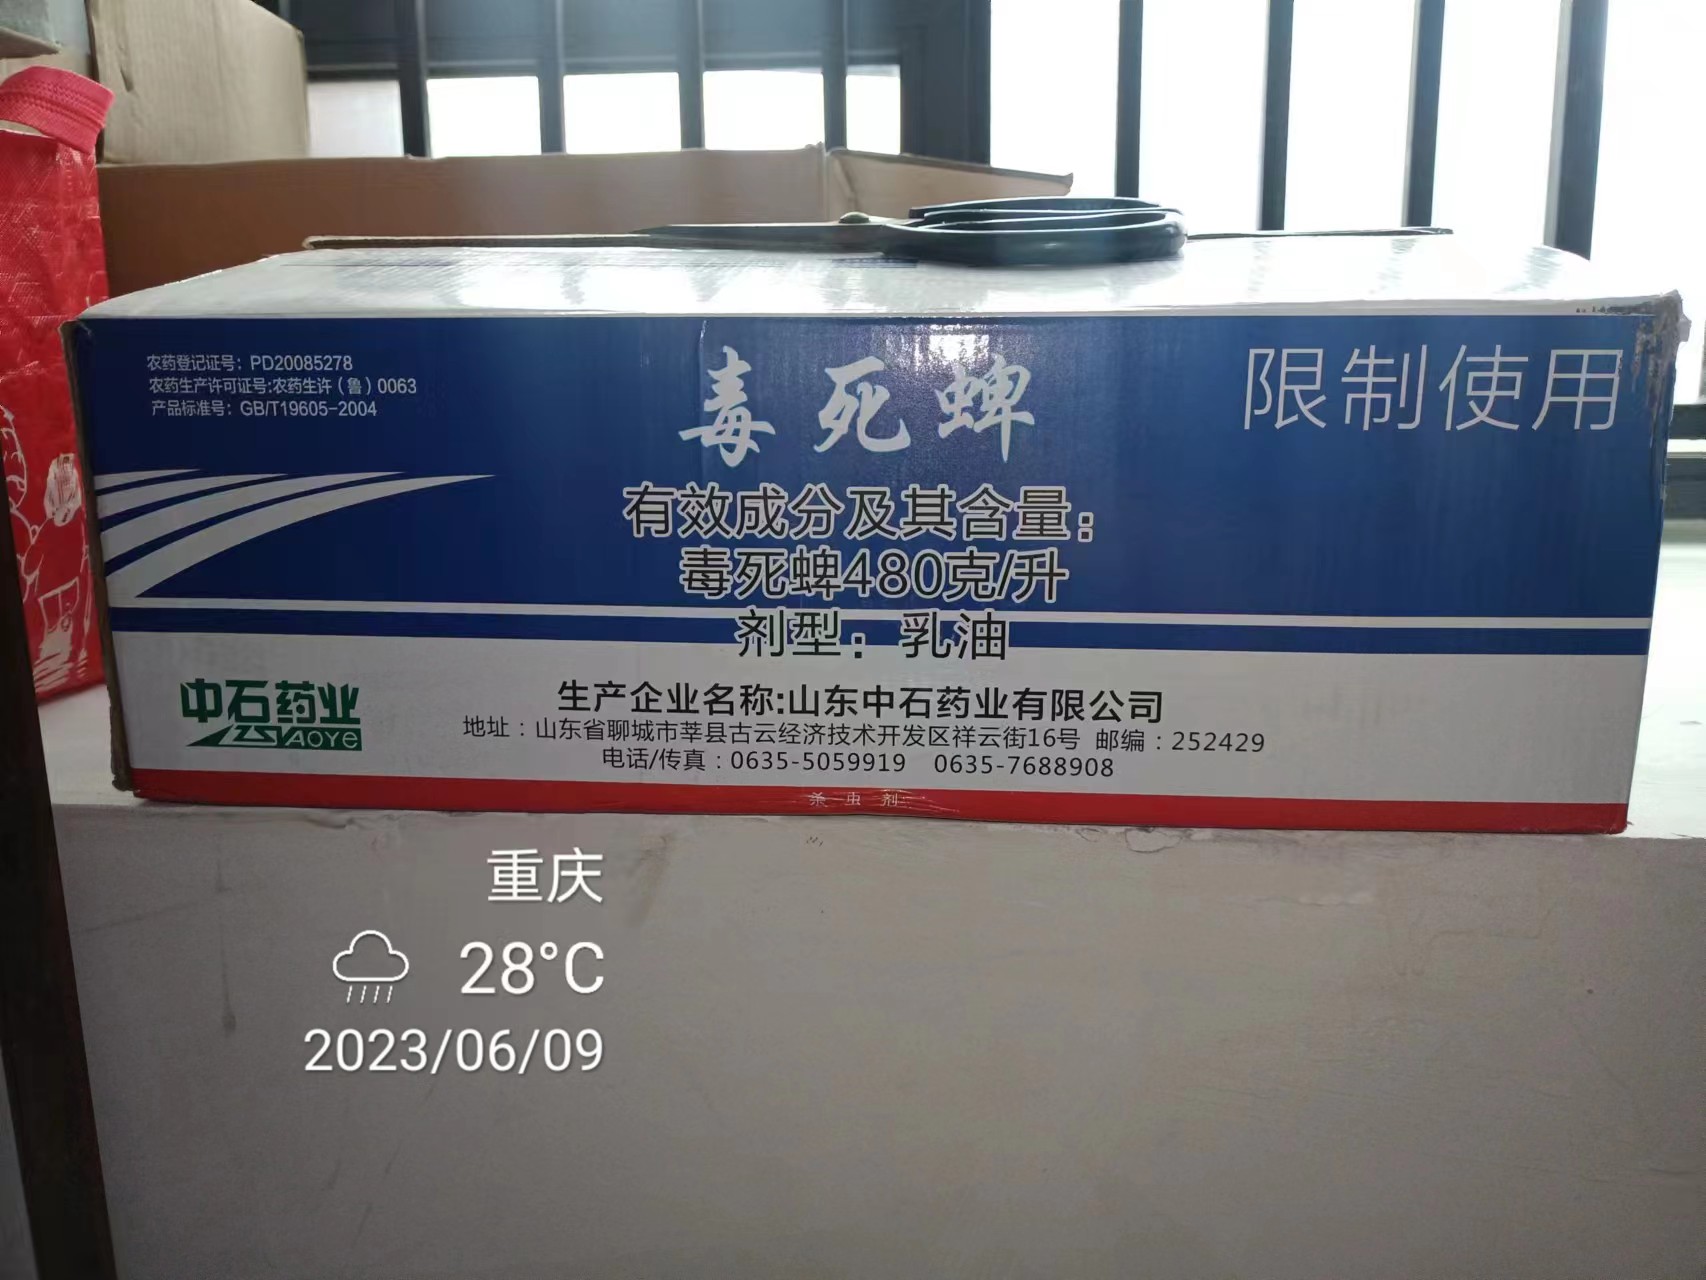 农药登记证号：PD20085278
农药生产许可证号:农药生许（鲁）0063
产品标准号：GB/T19605-2004
毒死蜱
限制使用
有效成分及其含量：
毒死蜱480克/升
剂型：乳油
中石药业
YAOYE
生产企业名称:山东中石药业有限公司
地址：山东省聊城市莘县古云经济技术开发区祥云街16号 邮编：252429
电话/传真：0635-5059919 0635-7688908
杀虫剂
重庆
28°C
2023/06/09